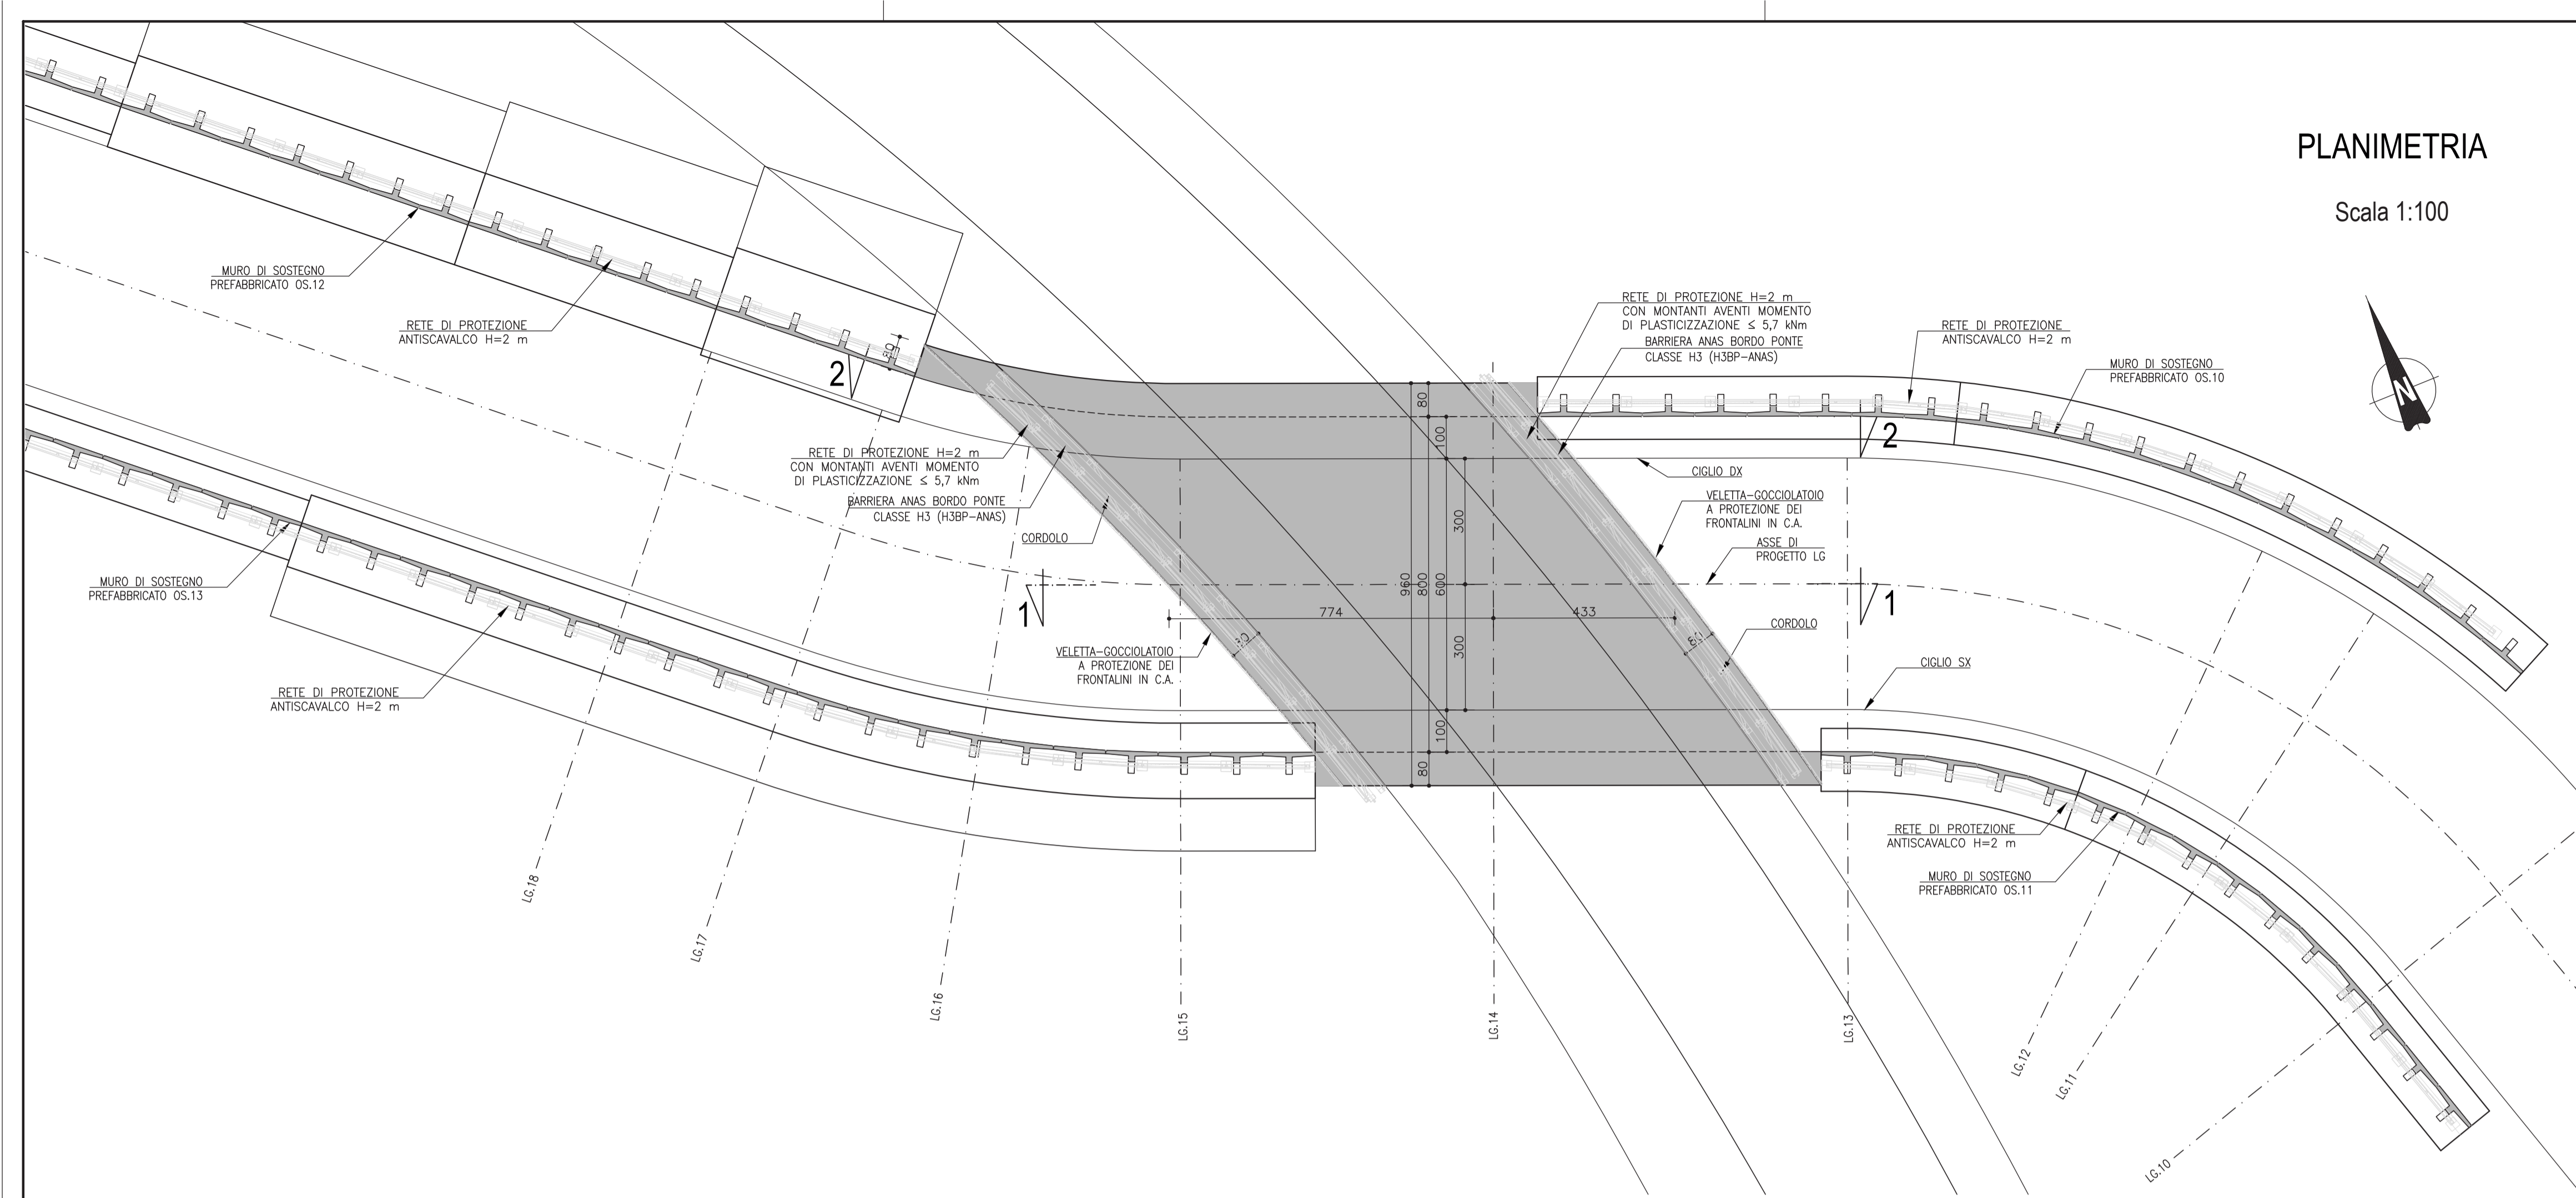 PLANIMETRIA
Scala 1:100
MURO DI SOSTEGNO
PREFABBRICATO OS.12
RETE DI PROTEZIONE
ANTISCAVALCO H=2 m
80
2
RETE DI PROTEZIONE H=2 m
CON MONTANTI AVENTI MOMENTO
DI PLASTICIZZAZIONE ≤ 5,7 kNm
BARRIERA ANAS BORDO PONTE
CLASSE H3 (H3BP-ANAS)
RETE DI PROTEZIONE
ANTISCAVALCO H=2 m
MURO DI SOSTEGNO
PREFABBRICATO OS.10
N
2
80
100
300
960
800
600
300
100
80
RETE DI PROTEZIONE H=2 m
CON MONTANTI AVENTI MOMENTO
DI PLASTICIZZAZIONE ≤ 5,7 kNm
BARRIERA ANAS BORDO PONTE
CLASSE H3 (H3BP-ANAS)
CORDOLO
CIGLIO DX
VELETTA-GOCCIOLATOIO
A PROTEZIONE DEI
FRONTALINI IN C.A.
ASSE DI
PROGETTO LG
MURO DI SOSTEGNO
PREFABBRICATO OS.13
1
774
433
1
80
80
CORDOLO
VELETTA-GOCCIOLATOIO
A PROTEZIONE DEI
FRONTALINI IN C.A.
CIGLIO SX
RETE DI PROTEZIONE
ANTISCAVALCO H=2 m
RETE DI PROTEZIONE
ANTISCAVALCO H=2 m
MURO DI SOSTEGNO
PREFABBRICATO OS.11
LG.18
LG.17
LG.16
LG.15
LG.14
LG.13
LG.12
LG.11
LG.10